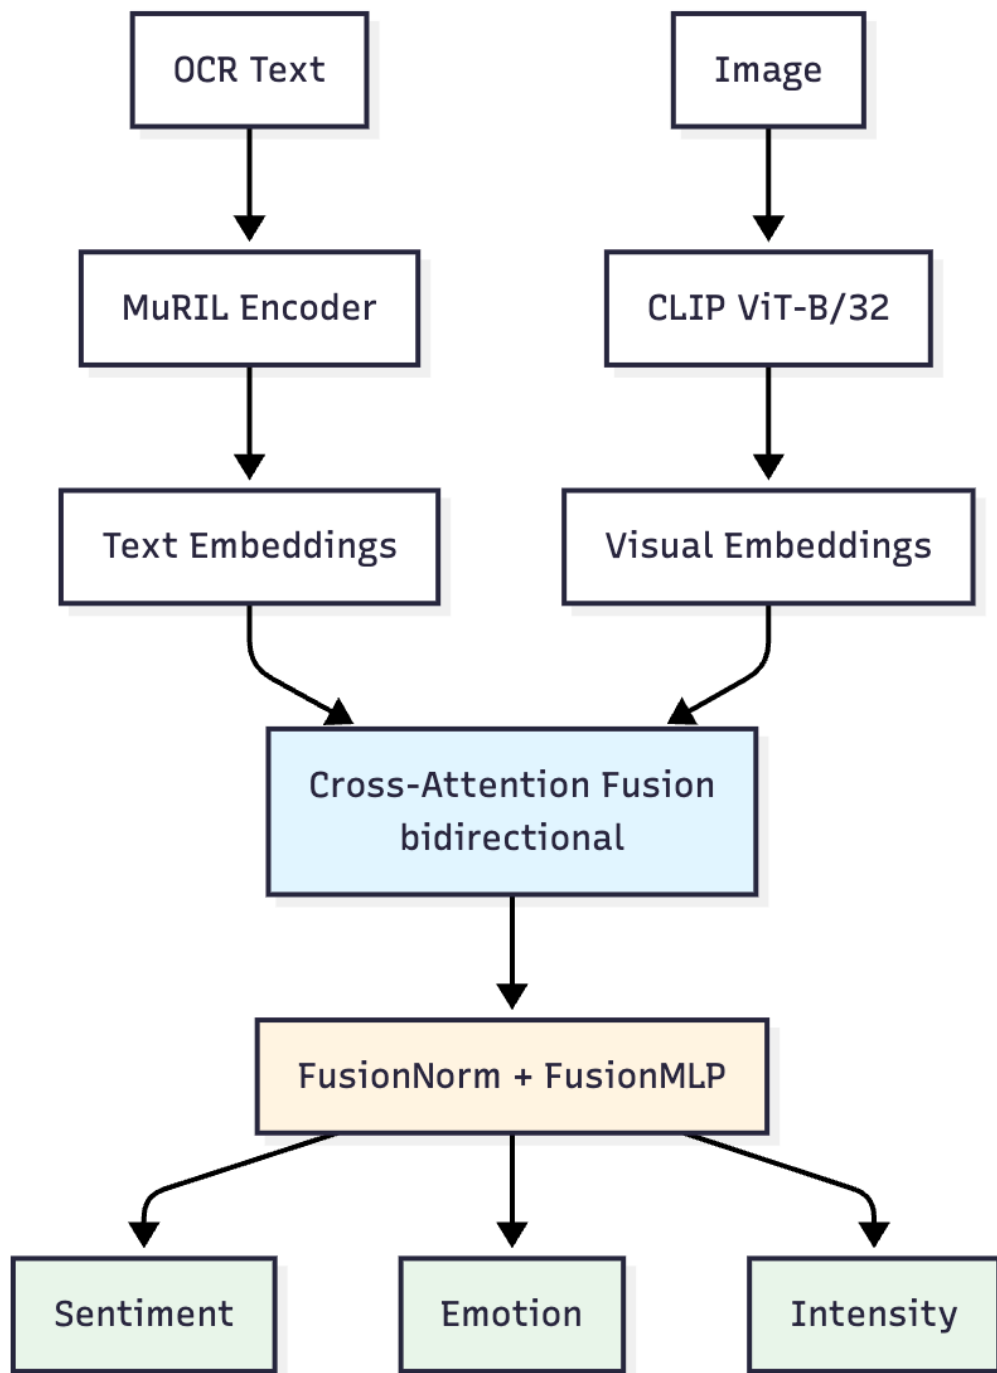 OCR Text
Image
MuRIL Encoder
CLIP ViT-B/32
Text Embeddings
Visual Embeddings
Cross-Attention Fusion
bidirectional
FusionNorm + FusionMLP
Sentiment
Emotion
Intensity